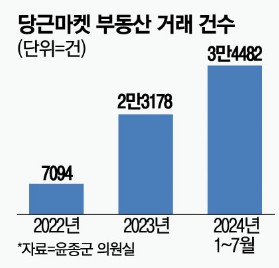 당근마켓 부동산 거래 건수
(단위=건)
3만4482
2만3178
7094
2022년 2023년 2024년
1~7월
*자료=윤종군 의원실